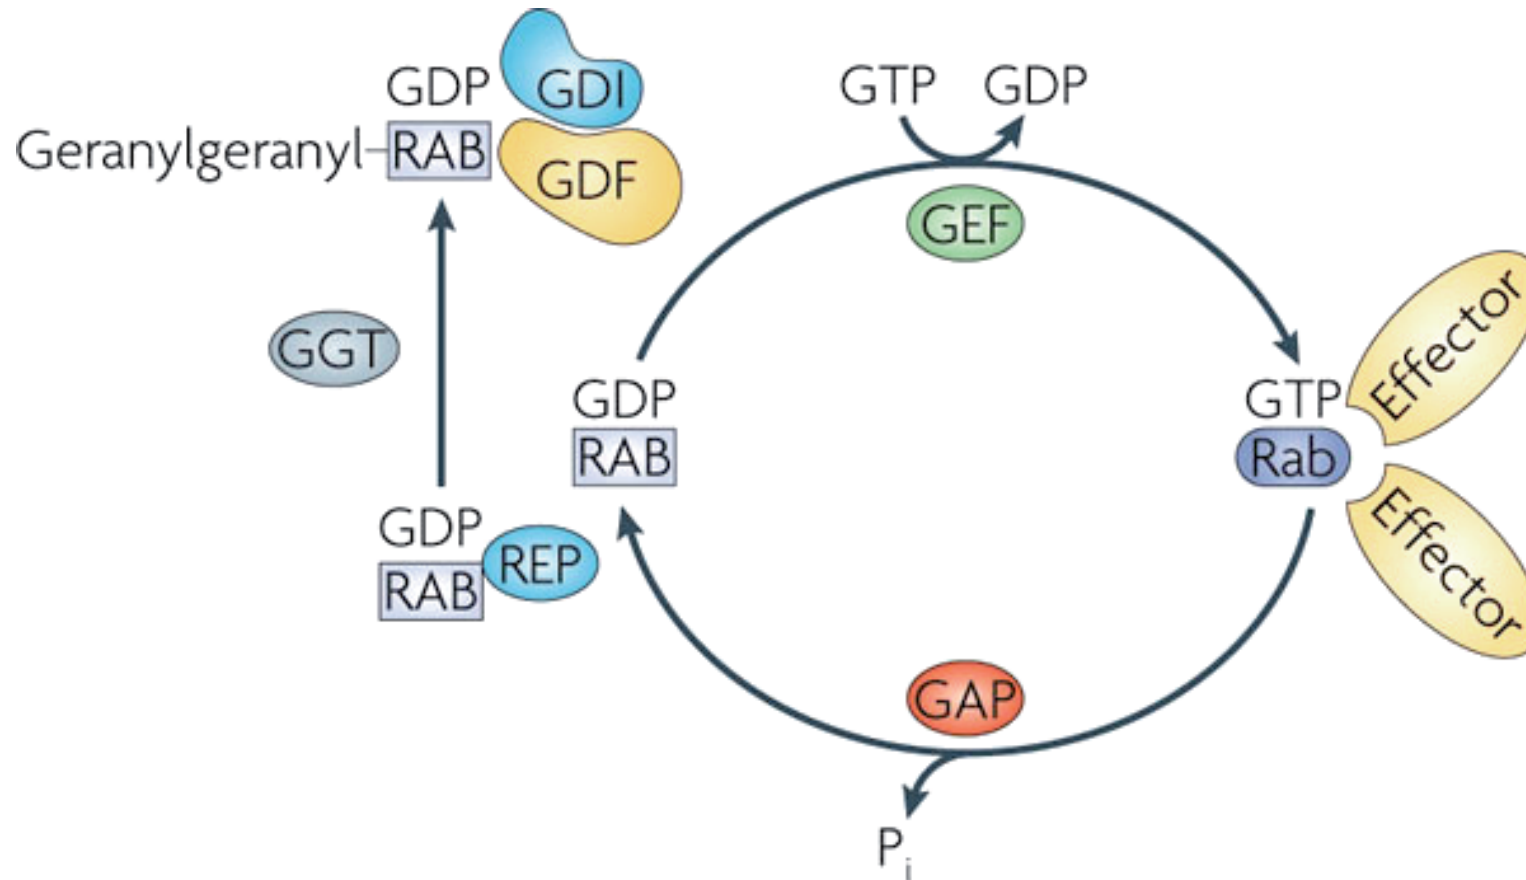 GDP
GDI
Geranylgeranyl
RAB
GDF
GGT
GDP
RAB
REP
GTP
GDP
GEF
GDP
RAB
GTP
Rab
Effector
Effector
GAP
Pi